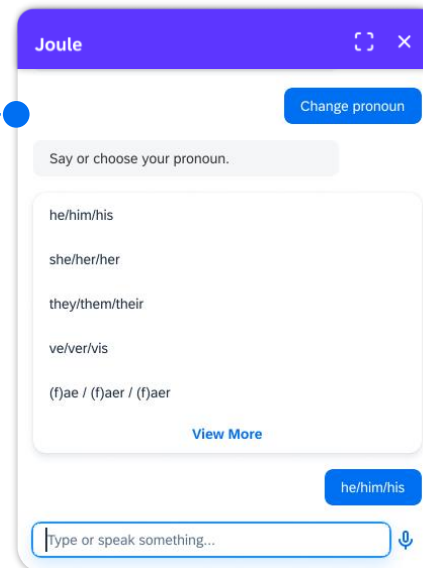 Joule
Change pronoun
Say or choose your pronoun.
he/him/his
she/her/her
they/them/their
ve/ver/vis
(f)ae / (f)aer / (f)aer
View More
he/him/his
Type or speak something...